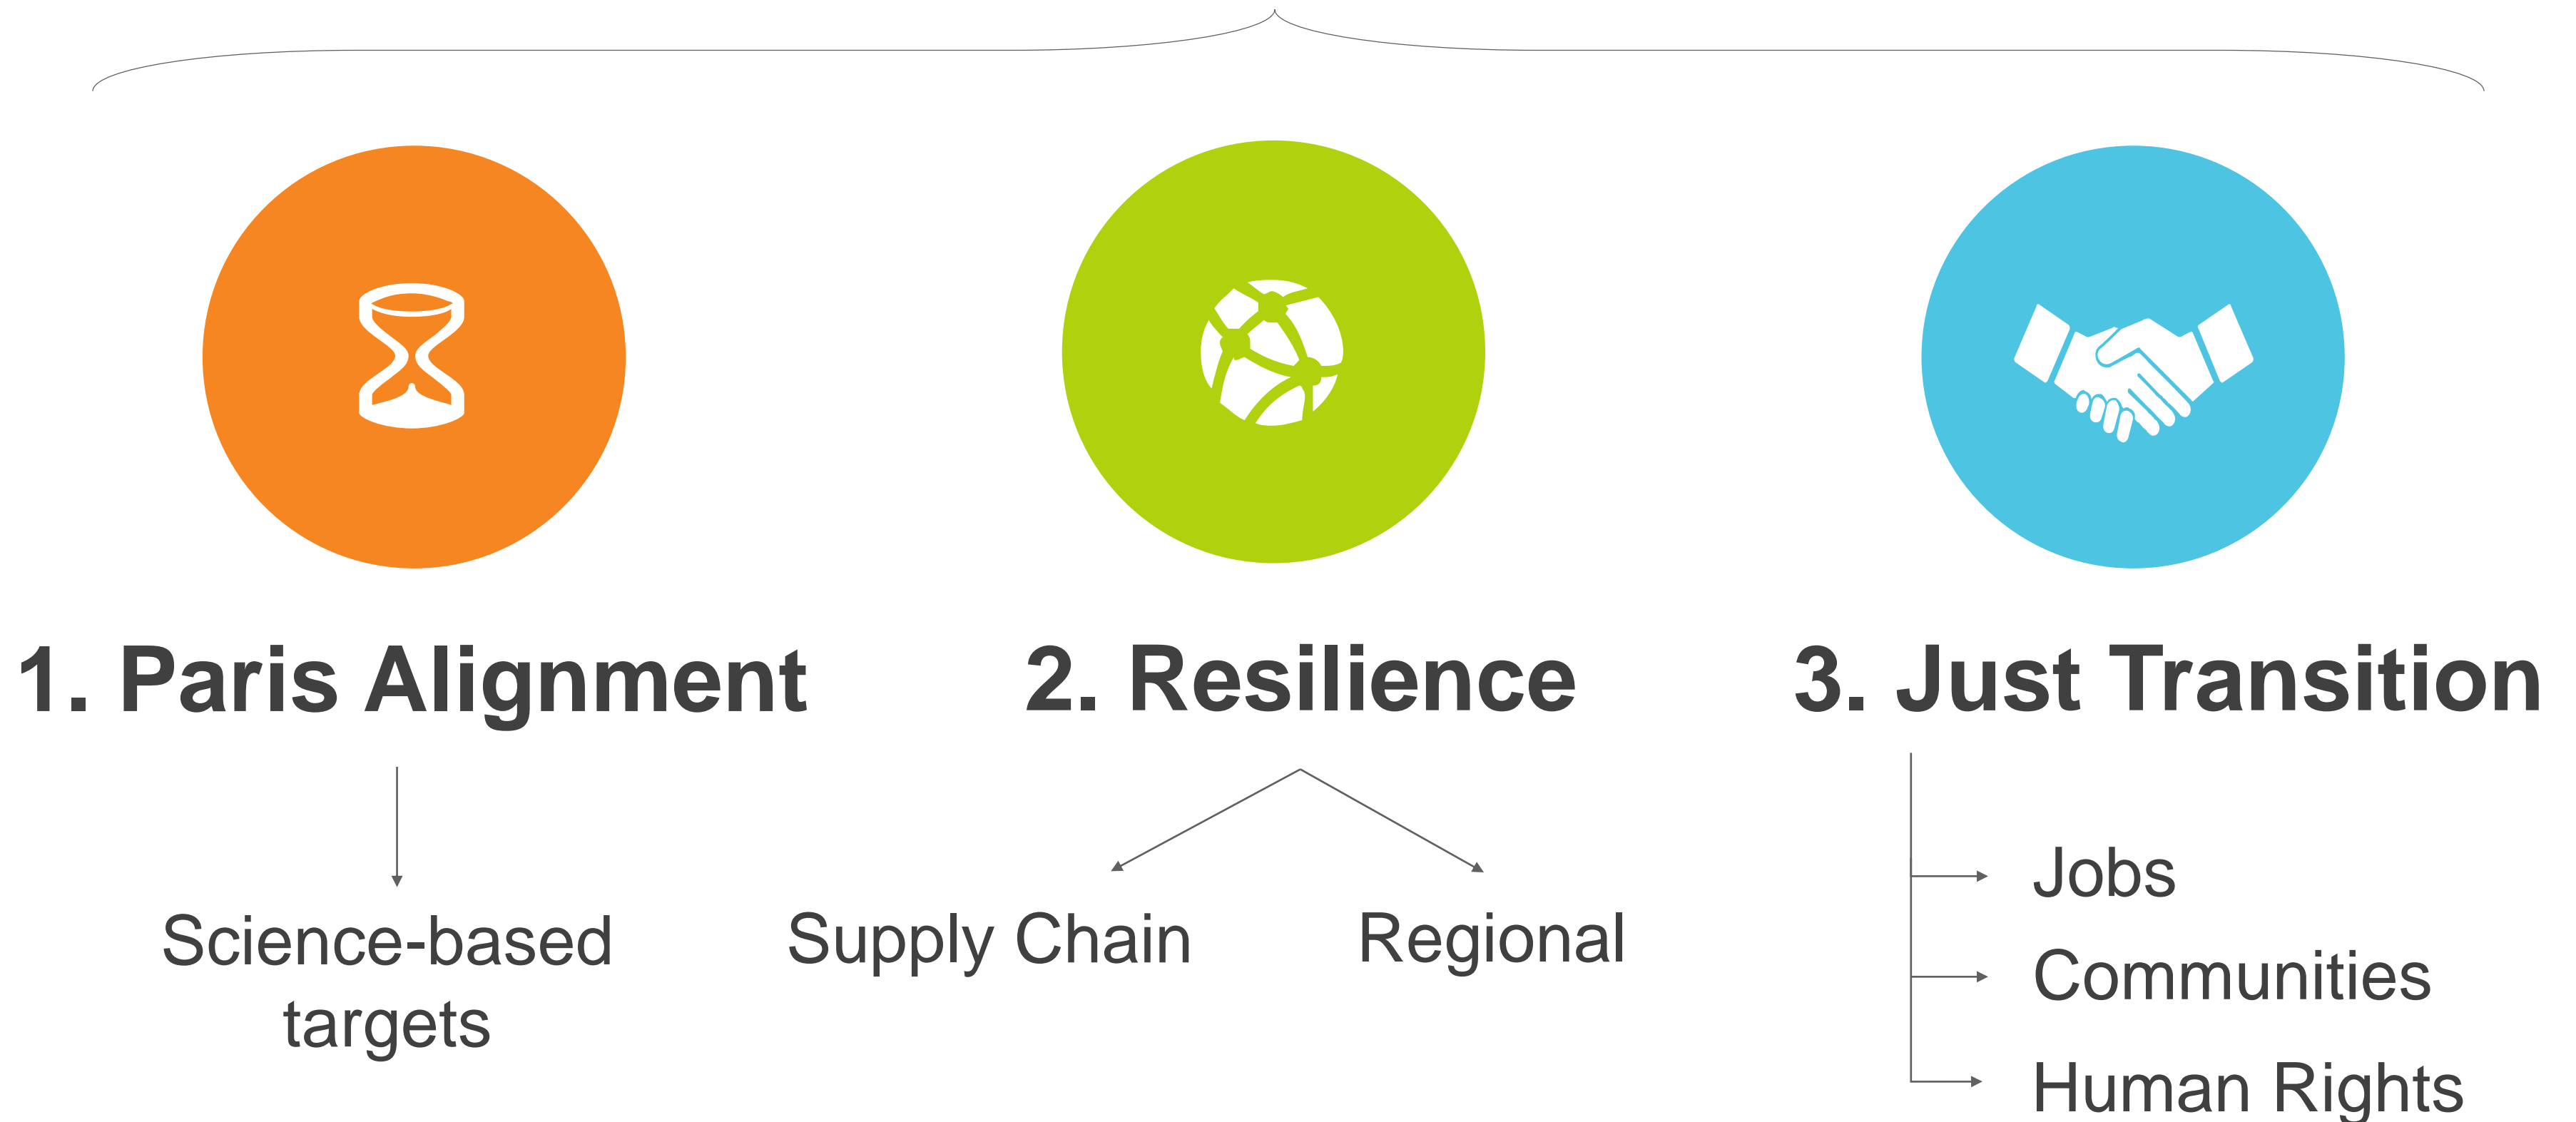 1. Paris Alignment
2. Resilience
3. Just Transition
Science-based
targets
Supply Chain
Regional
Jobs
Communities
Human Rights